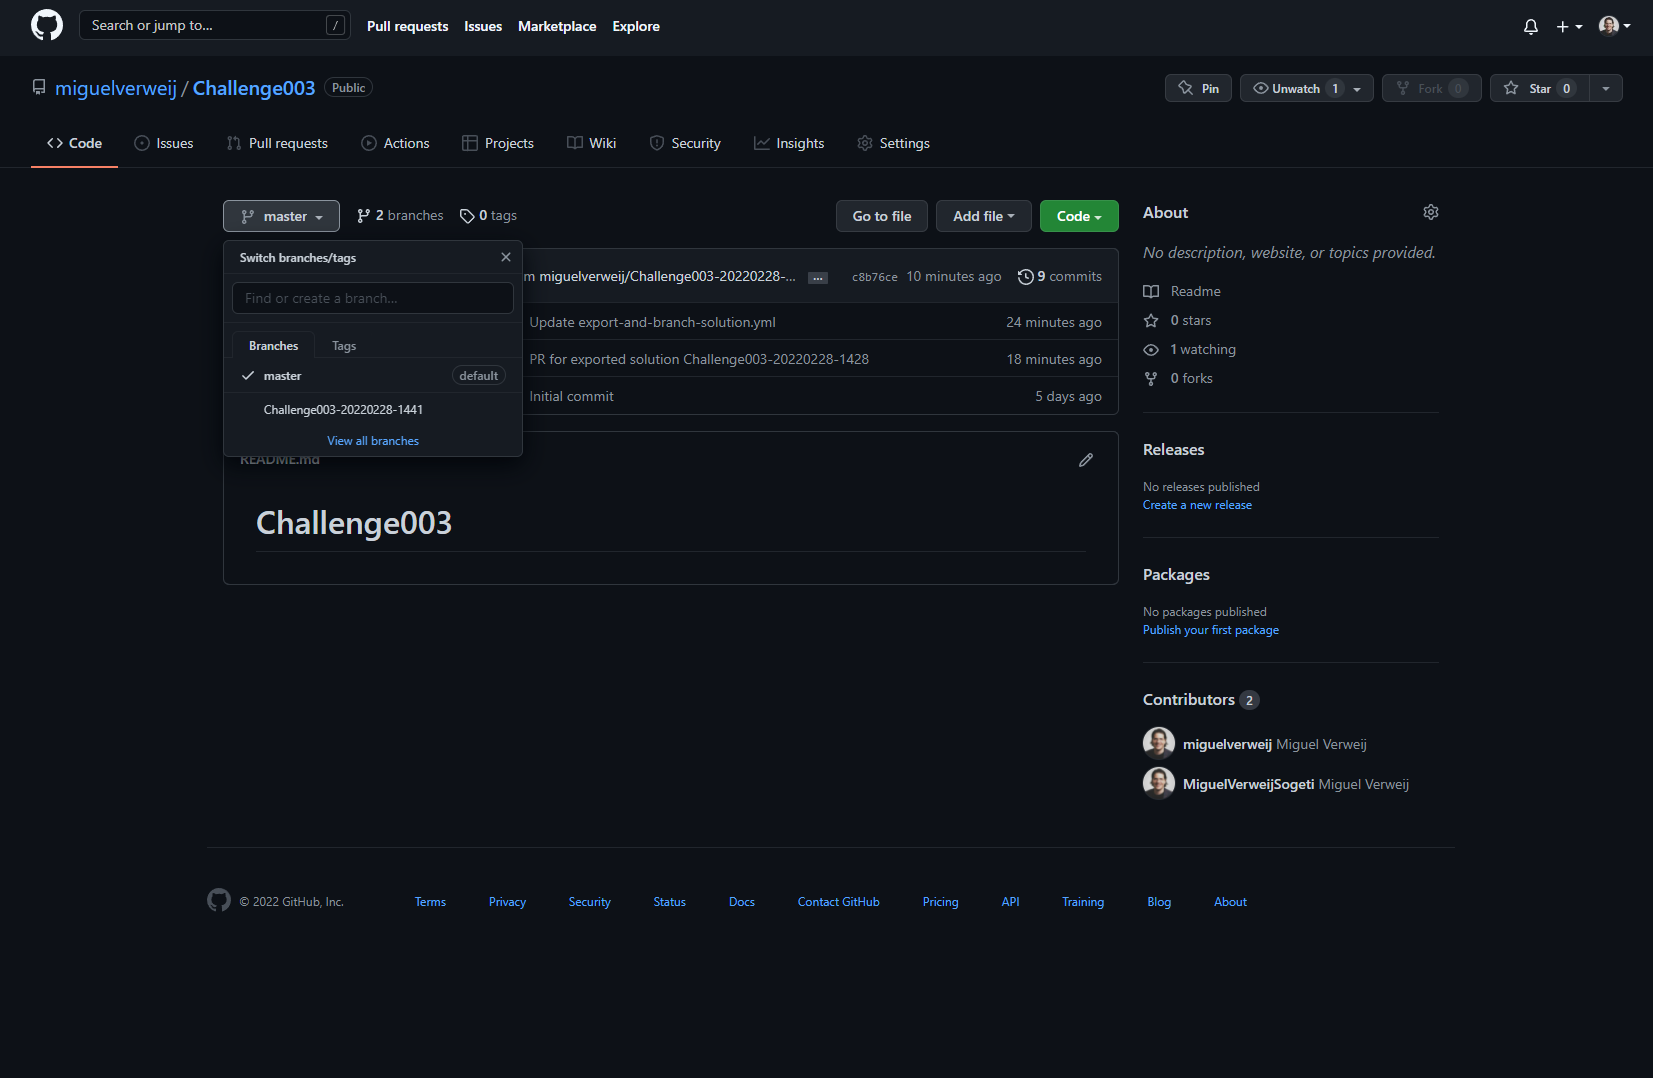 Search or jump to... /
Pull requests Issues Marketplace Explore
miguelverweij / Challenge003 Public
Pin Unwatch 1 Fork 0 Star 0
Code Issues Pull requests Actions Projects Wiki Security Insights Settings
master 2 branches 0 tags Go to file Add file Code
Switch branches/tags
Find or create a branch...
Branches Tags
master default
Challenge003-20220228-1441
View all branches
m miguelverweij/Challenge003-20220228-... ... c8b76ce 10 minutes ago 9 commits
Update export-and-branch-solution.yml 24 minutes ago
PR for exported solution Challenge003-20220228-1428 18 minutes ago
Initial commit 5 days ago
README.md
Challenge003
About
No description, website, or topics provided.
Readme
0 stars
1 watching
0 forks
Releases
No releases published
Create a new release
Packages
No packages published
Publish your first package
Contributors 2
miguelverweij Miguel Verweij
MiguelVerweijSogeti Miguel Verweij
© 2022 GitHub, Inc. Terms Privacy Security Status Docs Contact GitHub Pricing API Training Blog About